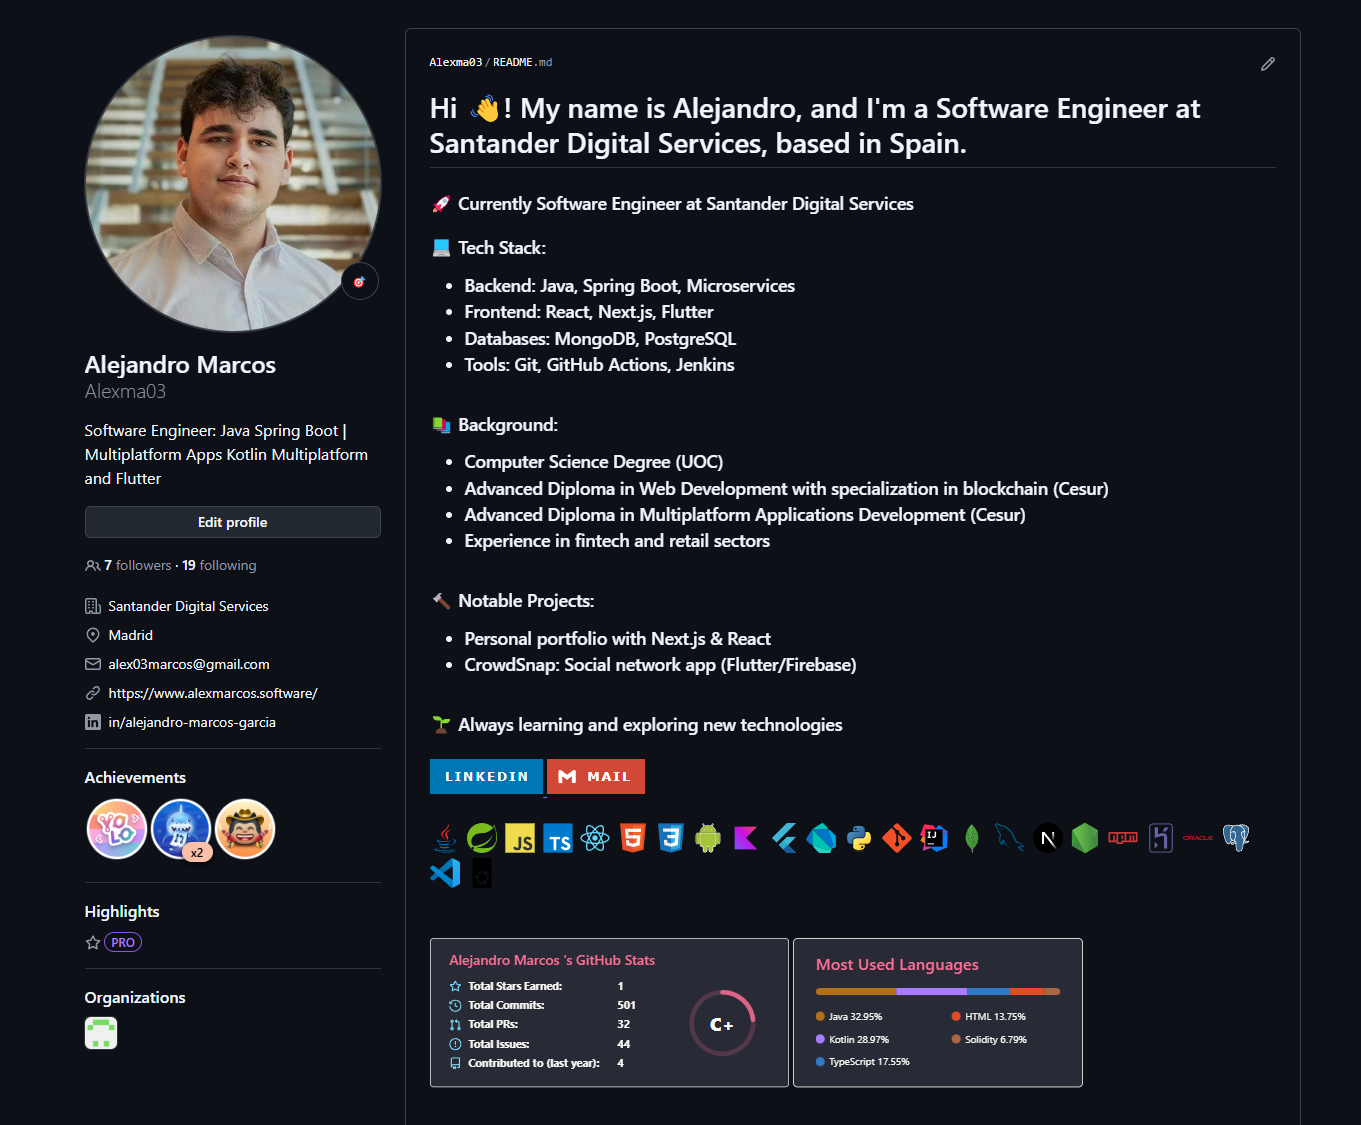 Alexma03/README.md
Hi 👋! My name is Alejandro, and I'm a Software Engineer at
Santander Digital Services, based in Spain.
🚀 Currently Software Engineer at Santander Digital Services
💻 Tech Stack:
• Backend: Java, Spring Boot, Microservices
• Frontend: React, Next.js, Flutter
• Databases: MongoDB, PostgreSQL
• Tools: Git, GitHub Actions, Jenkins
📚 Background:
• Computer Science Degree (UOC)
• Advanced Diploma in Web Development with specialization in blockchain (Cesur)
• Advanced Diploma in Multiplatform Applications Development (Cesur)
• Experience in fintech and retail sectors
🔨 Notable Projects:
• Personal portfolio with Next.js & React
• CrowdSnap: Social network app (Flutter/Firebase)
🌱 Always learning and exploring new technologies
LINKEDIN
MAIL
JS
TS
5
3
IJ
N
npm
H
ORACLE
Alejandro Marcos 's GitHub Stats
Total Stars Earned: 1
Total Commits: 501
Total PRs: 32
Total Issues: 44
Contributed to (last year): 4
C+
Most Used Languages
Java 32.95%
HTML 13.75%
Kotlin 28.97%
Solidity 6.79%
TypeScript 17.55%
Alejandro Marcos
Alexma03
Software Engineer: Java Spring Boot |
Multiplatform Apps Kotlin Multiplatform
and Flutter
Edit profile
7 followers · 19 following
Santander Digital Services
Madrid
alex03marcos@gmail.com
https://www.alexmarcos.software/
in/alejandro-marcos-garcia
Achievements
YOLO
x2
Highlights
PRO
Organizations